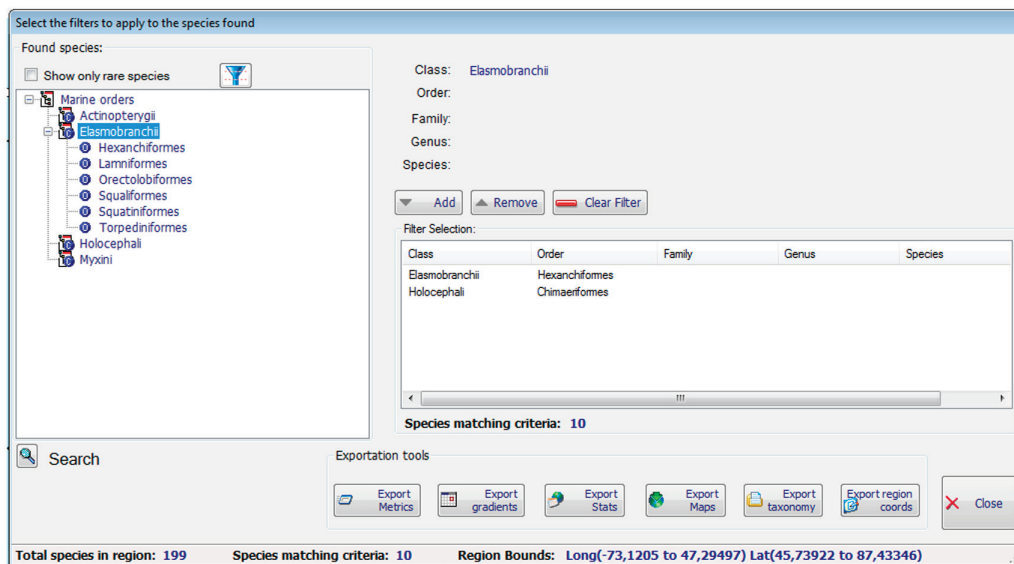 Select the filters to apply to the species found
Found species:
Show only rare species
Marine orders
Actinopterygii
Elasmobranchii
Hexanchiformes
Lamniformes
Orectolobiformes
Squaliformes
Squatiniformes
Torpediniformes
Holocephali
Myxini
Class: Elasmobranchii
Order:
Family:
Genus:
Species:
Add Remove Clear Filter
Filter Selection:
Class Order Family Genus Species
Elasmobranchii Hexanchiformes
Holocephali Chimaeriformes
Species matching criteria: 10
Search
Exportation tools
Export Metrics
Export gradients
Export Stats
Export Maps
Export taxonomy
Export region coords
Close
Total species in region: 199 Species matching criteria: 10 Region Bounds: Long(-73,1205 to 47,29497) Lat(45,73922 to 87,43346)